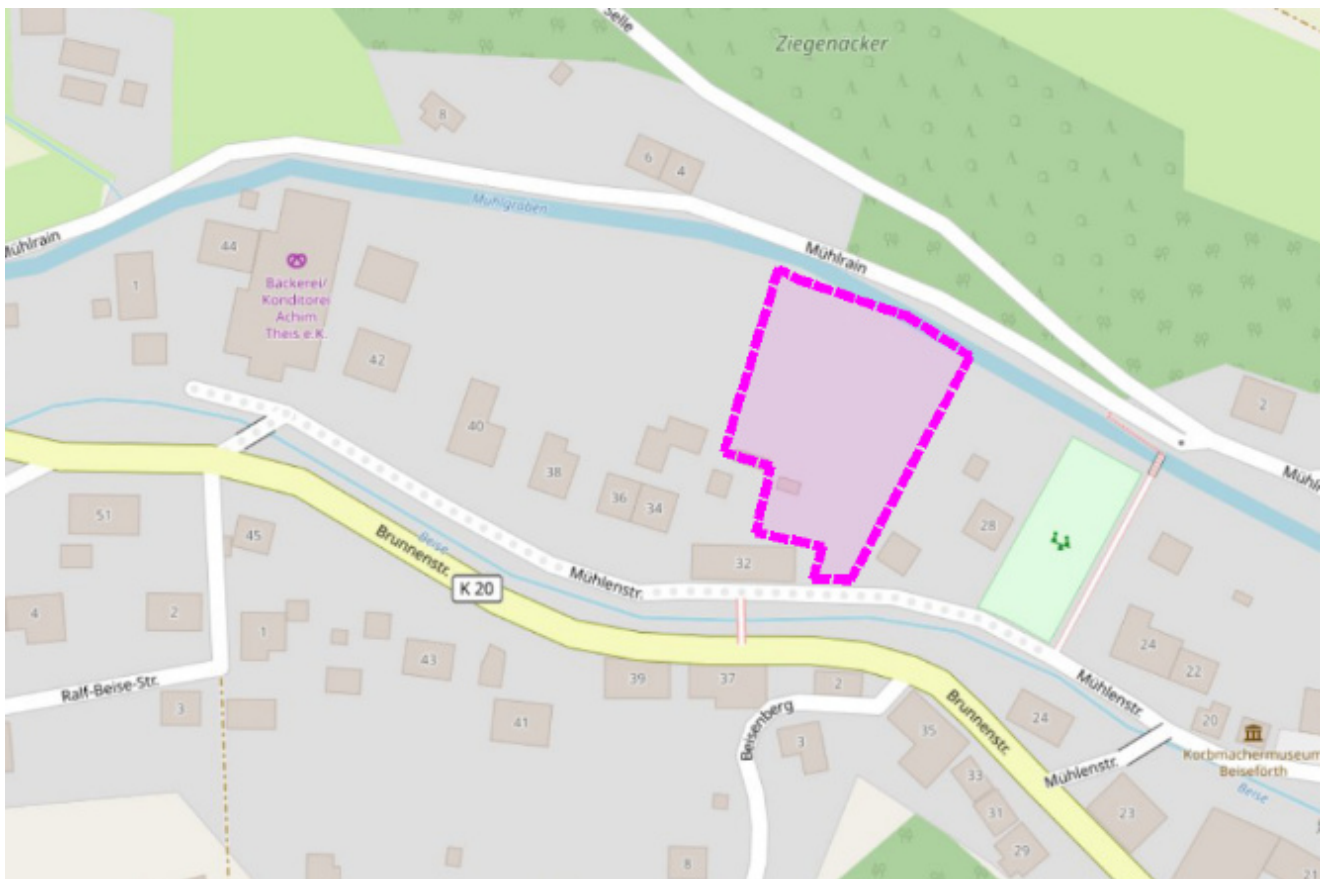 selle
Ziegenäcker
8
6
4
Mühlgraben
Mühlrain
44
Mühlrain
1
Bäckerei/
Konditorei
Achim
Theis e.K.
42
2
40
38
36
34
28
51
45
Brunnenstr.
Beise
K 20
Mühlenstr.
32
4
2
1
24
22
43
39
37
2
Mühlenstr.
Ralf-Beise-Str.
3
41
Beisenberg
3
35
Brunnenstr.
24
20
Korbmachermuseum
Beiseförth
Mühlenstr.
Beise
33
31
29
23
8
21